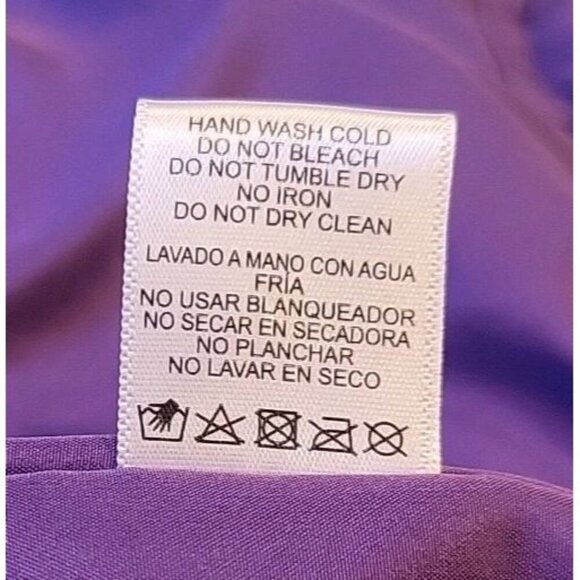 HAND WASH COLD
DO NOT BLEACH
DO NOT TUMBLE DRY
NO IRON
DO NOT DRY CLEAN
LAVADO A MANO CON AGUA
FRÍA
NO USAR BLANQUEADOR
NO SECAR EN SECADORA
NO PLANCHAR
NO LAVAR EN SECO